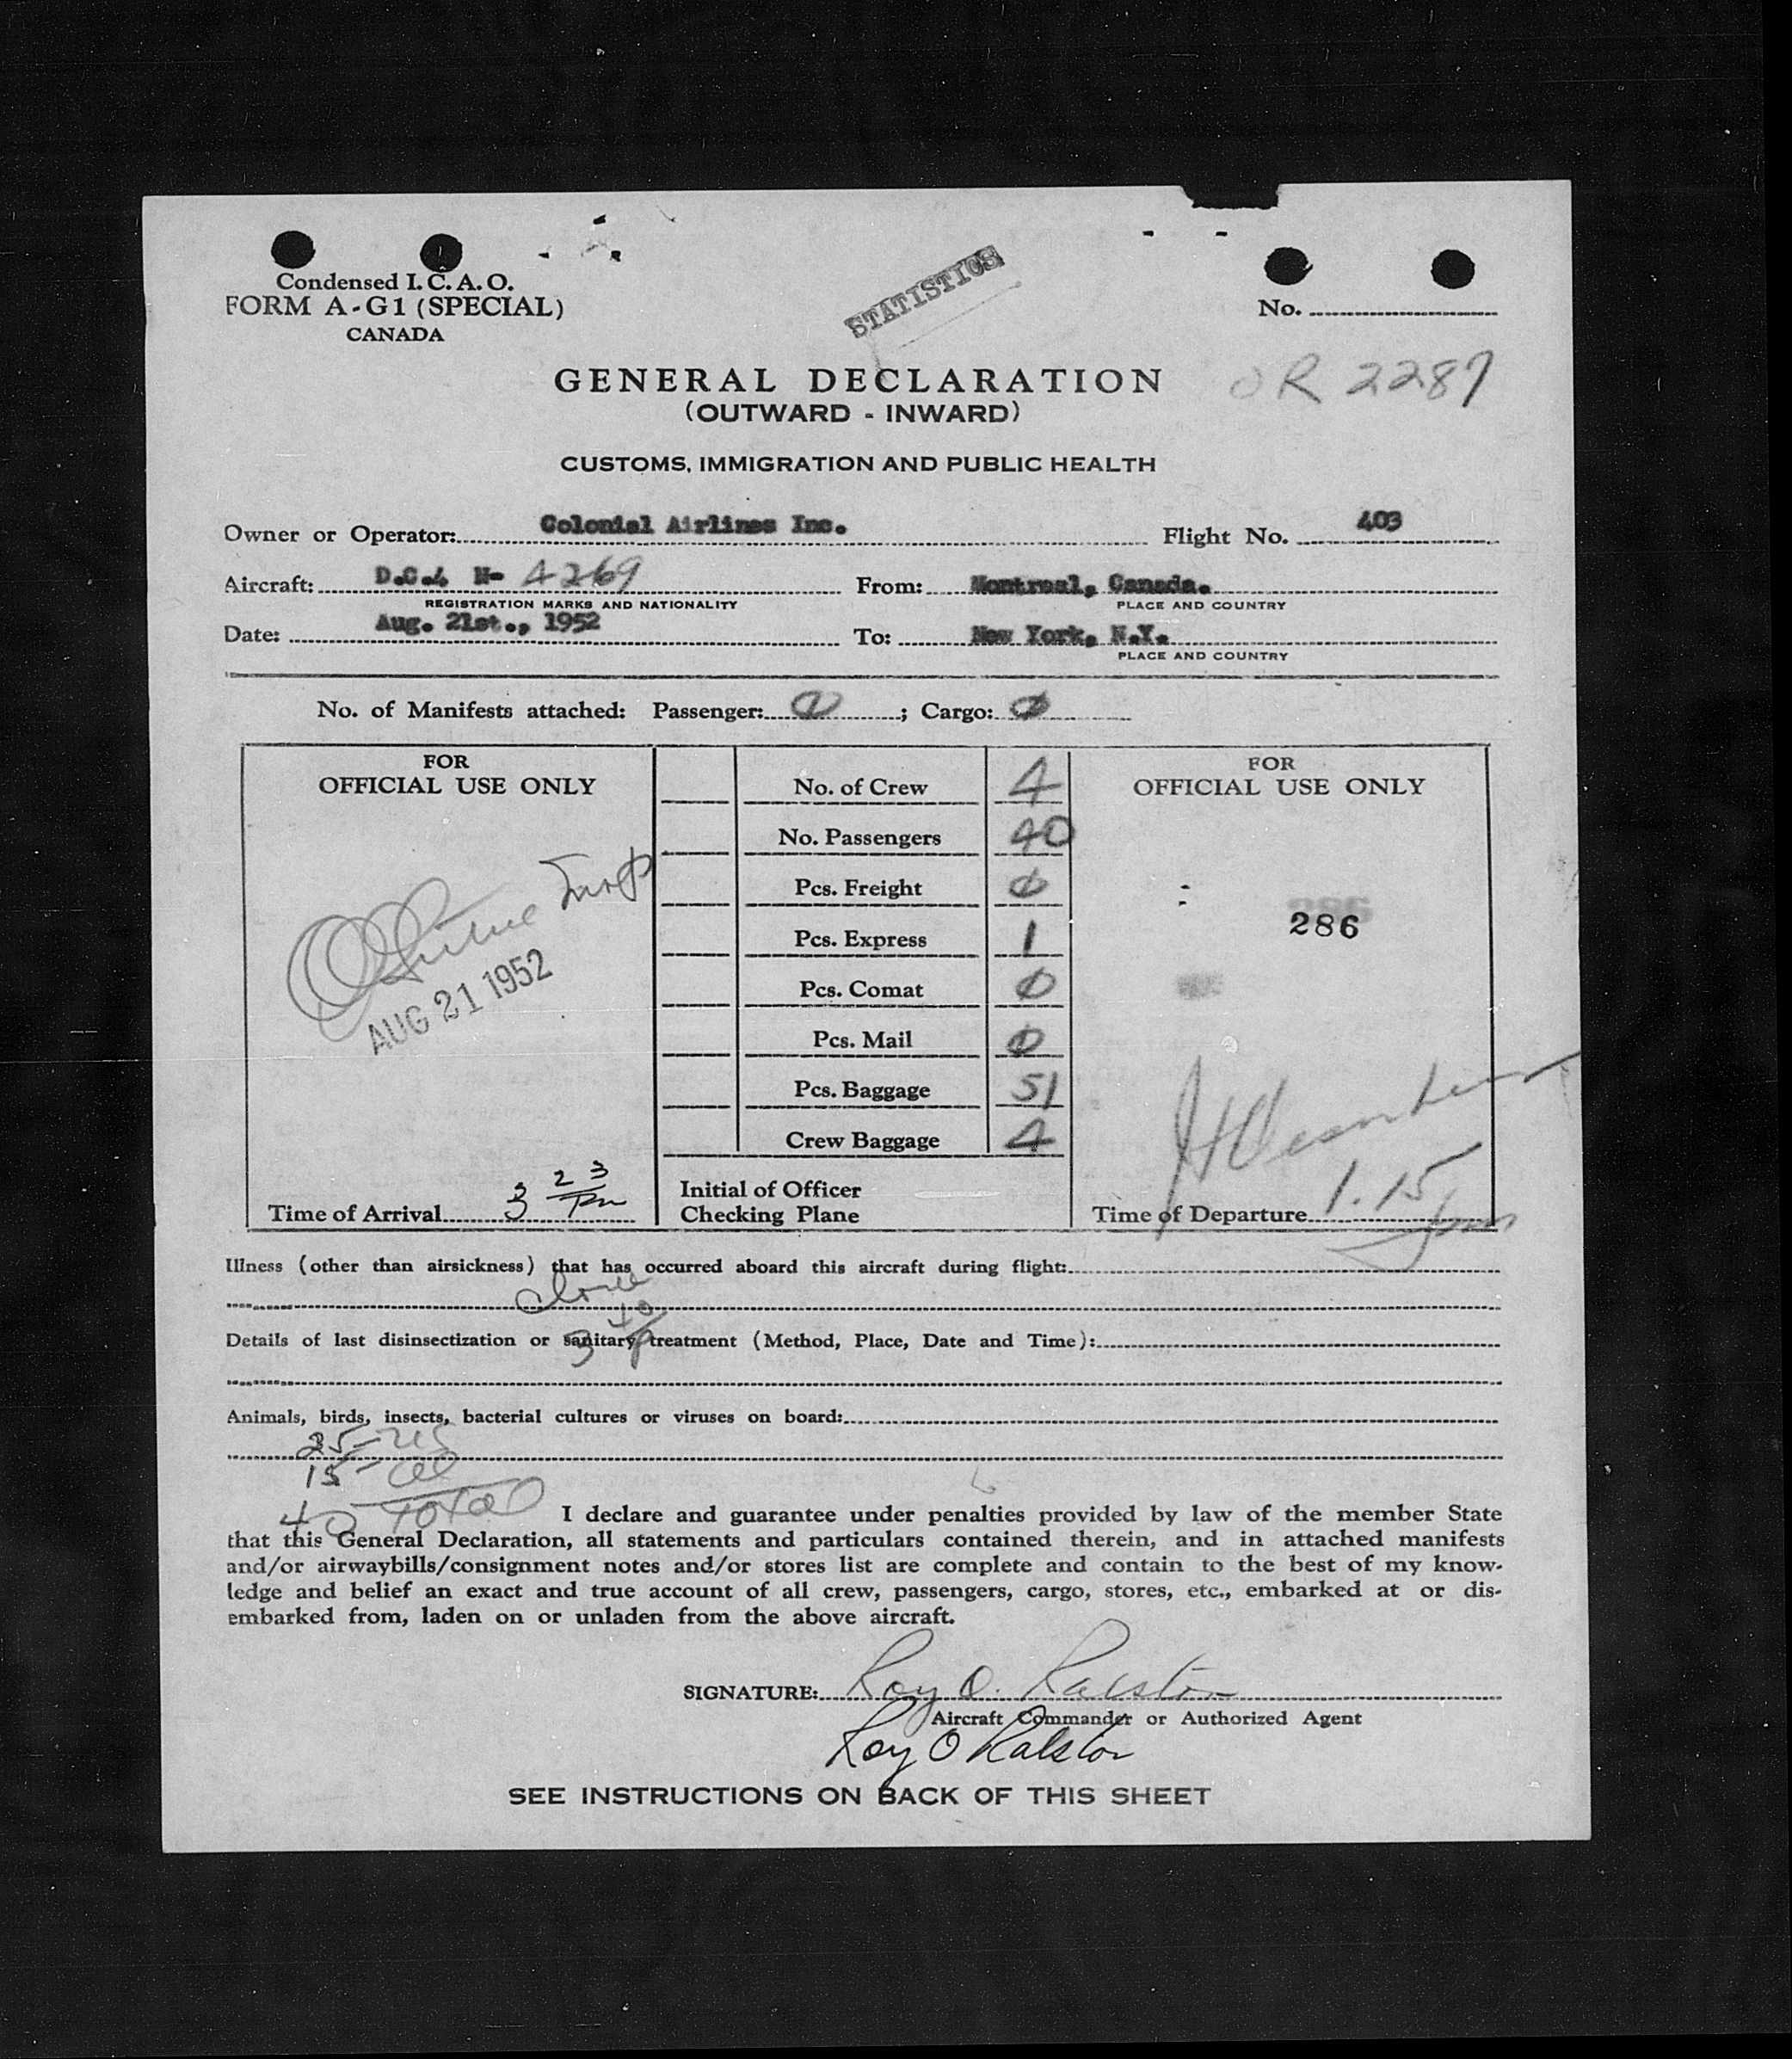 Condensed I. C. A. O.
FORM A-G1 (SPECIAL)
CANADA
STATISTICS
No.
OR 2287
GENERAL DECLARATION
(OUTWARD - INWARD)
CUSTOMS, IMMIGRATION AND PUBLIC HEALTH
Owner or Operator: Colonial Airlines Inc. Flight No. 403
Aircraft: D.C.4 N- 4269 From: Montreal, Canada.
REGISTRATION MARKS AND NATIONALITY PLACE AND COUNTRY
Date: Aug. 21st., 1952 To: New York, N.Y.
PLACE AND COUNTRY
No. of Manifests attached: Passenger: ; Cargo:
FOR
OFFICIAL USE ONLY
AUG 21 1952
Time of Arrival 3 23 Pm
No. of Crew 4
No. Passengers 40
Pcs. Freight 0
Pcs. Express 1
Pcs. Comat 0
Pcs. Mail 0
Pcs. Baggage 51
Crew Baggage 4
Initial of Officer
Checking Plane
FOR
OFFICIAL USE ONLY
286
Time of Departure 1.15
Illness (other than airsickness) that has occurred aboard this aircraft during flight:
Details of last disinsectization or sanitary treatment (Method, Place, Date and Time):
Animals, birds, insects, bacterial cultures or viruses on board:
25-US
15-
40 Total
I declare and guarantee under penalties provided by law of the member State
that this General Declaration, all statements and particulars contained therein, and in attached manifests
and/or airwaybills/consignment notes and/or stores list are complete and contain to the best of my know-
ledge and belief an exact and true account of all crew, passengers, cargo, stores, etc., embarked at or dis-
embarked from, laden on or unladen from the above aircraft.
SIGNATURE: Roy O. Ralston
Aircraft Commander or Authorized Agent
Roy O Ralston
SEE INSTRUCTIONS ON BACK OF THIS SHEET